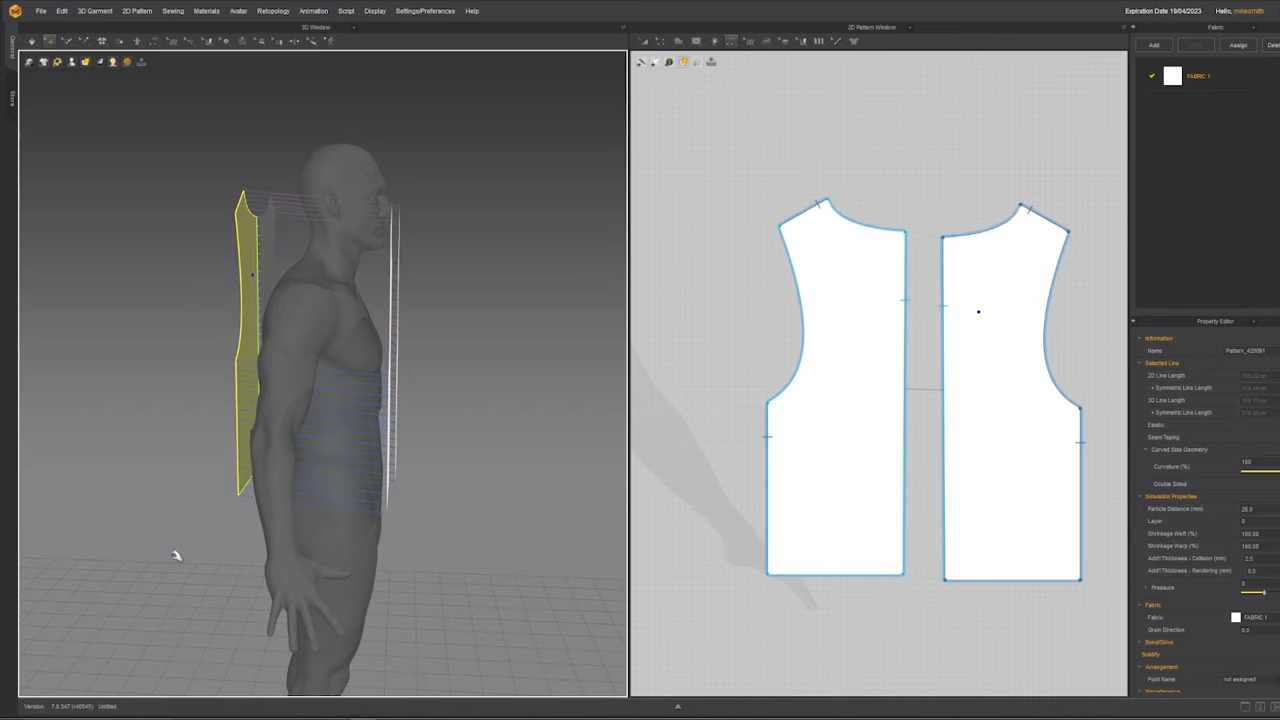 File Edit 3D Garment 2D Pattern Sewing Materials Avatar Retopology Animation Script Display Settings/Preferences Help
Expiration Date 19/04/2023 Hello, mikesmith
3D Window
2D Pattern Window
Fabric
General
Store
Add
Assign
FABRIC 1
Property Editor
Information
Name Pattern_426991
Selected Line
2D Line Length
+ Symmetric Line Length
3D Line Length
+ Symmetric Line Length
Elastic
Seam Taping
Curved Side Geometry
Curvature (%) 100
Double Sided
Simulation Properties
Particle Distance (mm) 20.0
Layer 0
Shrinkage Weft (%) 100.00
Shrinkage Warp (%) 100.00
Add'l Thickness - Collision (mm) 2.5
Add'l Thickness - Rendering (mm) 0.0
Pressure 0
Fabric
Fabric FABRIC 1
Grain Direction 0.0
Bond/Skive
Solidify
Arrangement
Point Name not assigned
Version: 7.0.347 (r40545) Untitled